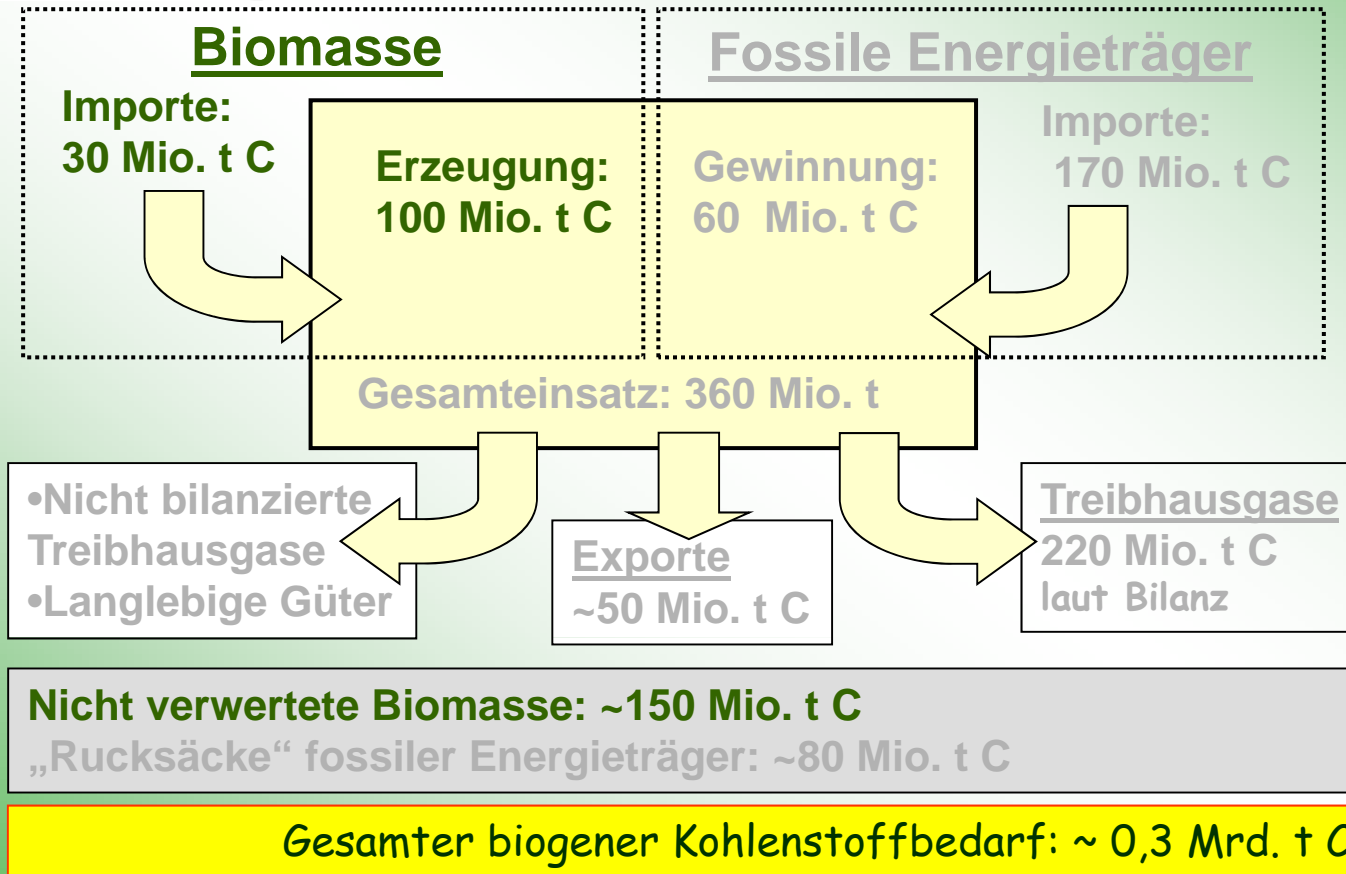 Biomasse
Importe:
30 Mio. t C
Erzeugung:
100 Mio. t C
Fossile Energieträger
Gewinnung:
60 Mio. t C
Importe:
170 Mio. t C
Gesamteinsatz: 360 Mio. t
•Nicht bilanzierte
Treibhausgase
•Langlebige Güter
Exporte
~50 Mio. t C
Treibhausgase
220 Mio. t C
laut Bilanz
Nicht verwertete Biomasse: ~150 Mio. t C
„Rucksäcke“ fossiler Energieträger: ~80 Mio. t C
Gesamter biogener Kohlenstoffbedarf: ~ 0,3 Mrd. t C